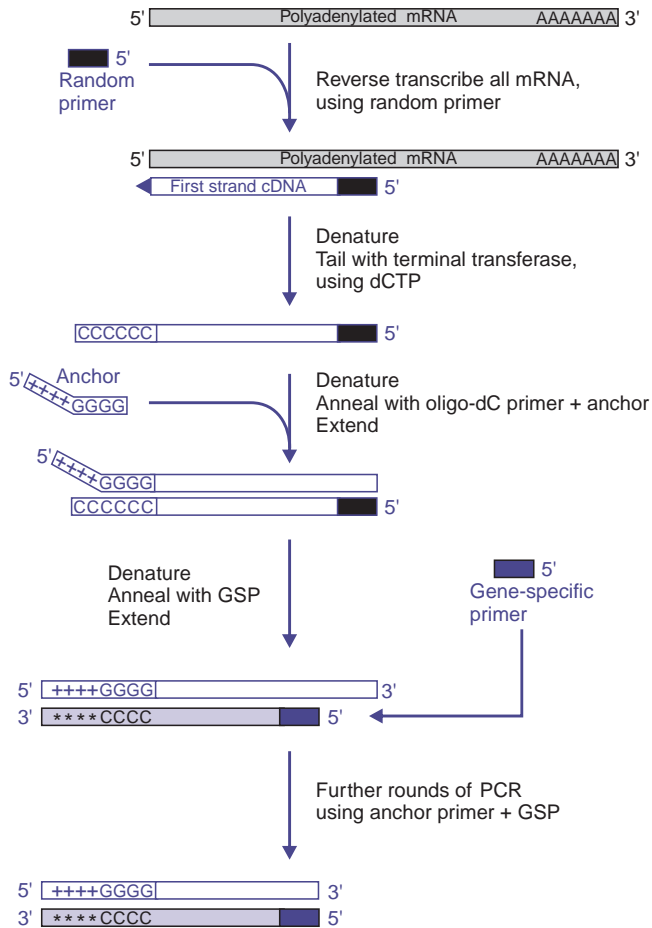 5' Polyadenylated mRNA AAAAAAA 3'
5'
Random
primer
Reverse transcribe all mRNA,
using random primer
5' Polyadenylated mRNA AAAAAAA 3'
First strand cDNA 5'
Denature
Tail with terminal transferase,
using dCTP
CCCCCC 5'
5' ++++GGGG
Anchor
Denature
Anneal with oligo-dC primer + anchor
Extend
5' ++++GGGG
CCCCCC 5'
Denature
Anneal with GSP
Extend
5'
Gene-specific
primer
5' ++++GGGG 3'
3' ****CCCC 5'
Further rounds of PCR
using anchor primer + GSP
5' ++++GGGG 3'
3' ****CCCC 5'